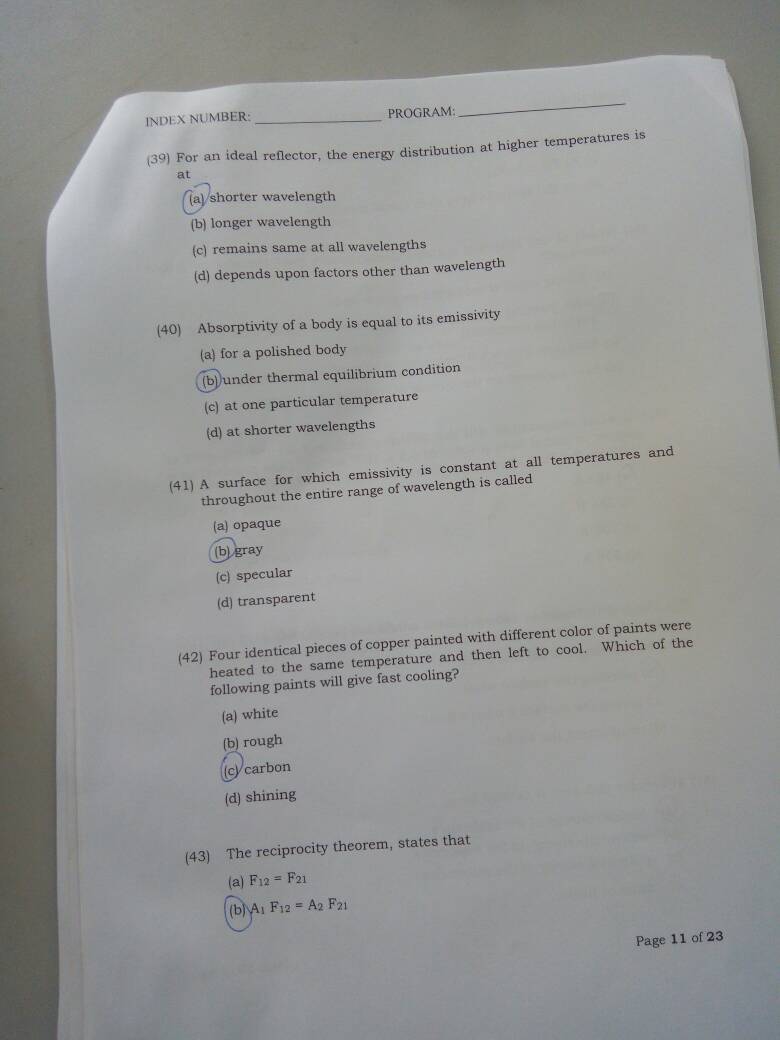 INDEX NUMBER: ____________ PROGRAM: ____________
(39) For an ideal reflector, the energy distribution at higher temperatures is
at
(a) shorter wavelength
(b) longer wavelength
(c) remains same at all wavelengths
(d) depends upon factors other than wavelength
(40) Absorptivity of a body is equal to its emissivity
(a) for a polished body
(b) under thermal equilibrium condition
(c) at one particular temperature
(d) at shorter wavelengths
(41) A surface for which emissivity is constant at all temperatures and
throughout the entire range of wavelength is called
(a) opaque
(b) gray
(c) specular
(d) transparent
(42) Four identical pieces of copper painted with different color of paints were
heated to the same temperature and then left to cool. Which of the
following paints will give fast cooling?
(a) white
(b) rough
(c) carbon
(d) shining
(43) The reciprocity theorem, states that
(a) F₁₂ = F₂₁
(b) A₁ F₁₂ = A₂ F₂₁
Page 11 of 23